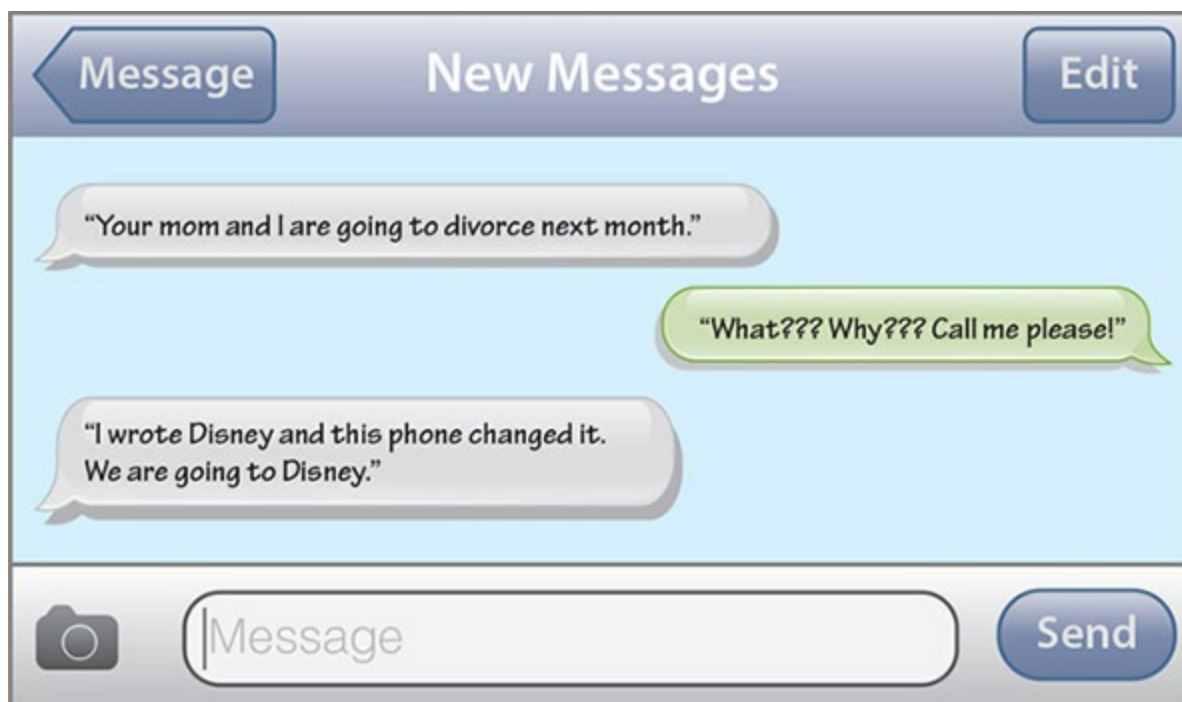 Message
New Messages
Edit
“Your mom and I are going to divorce next month.”
“What??? Why??? Call me please!”
“I wrote Disney and this phone changed it.
We are going to Disney.”
Message
Send